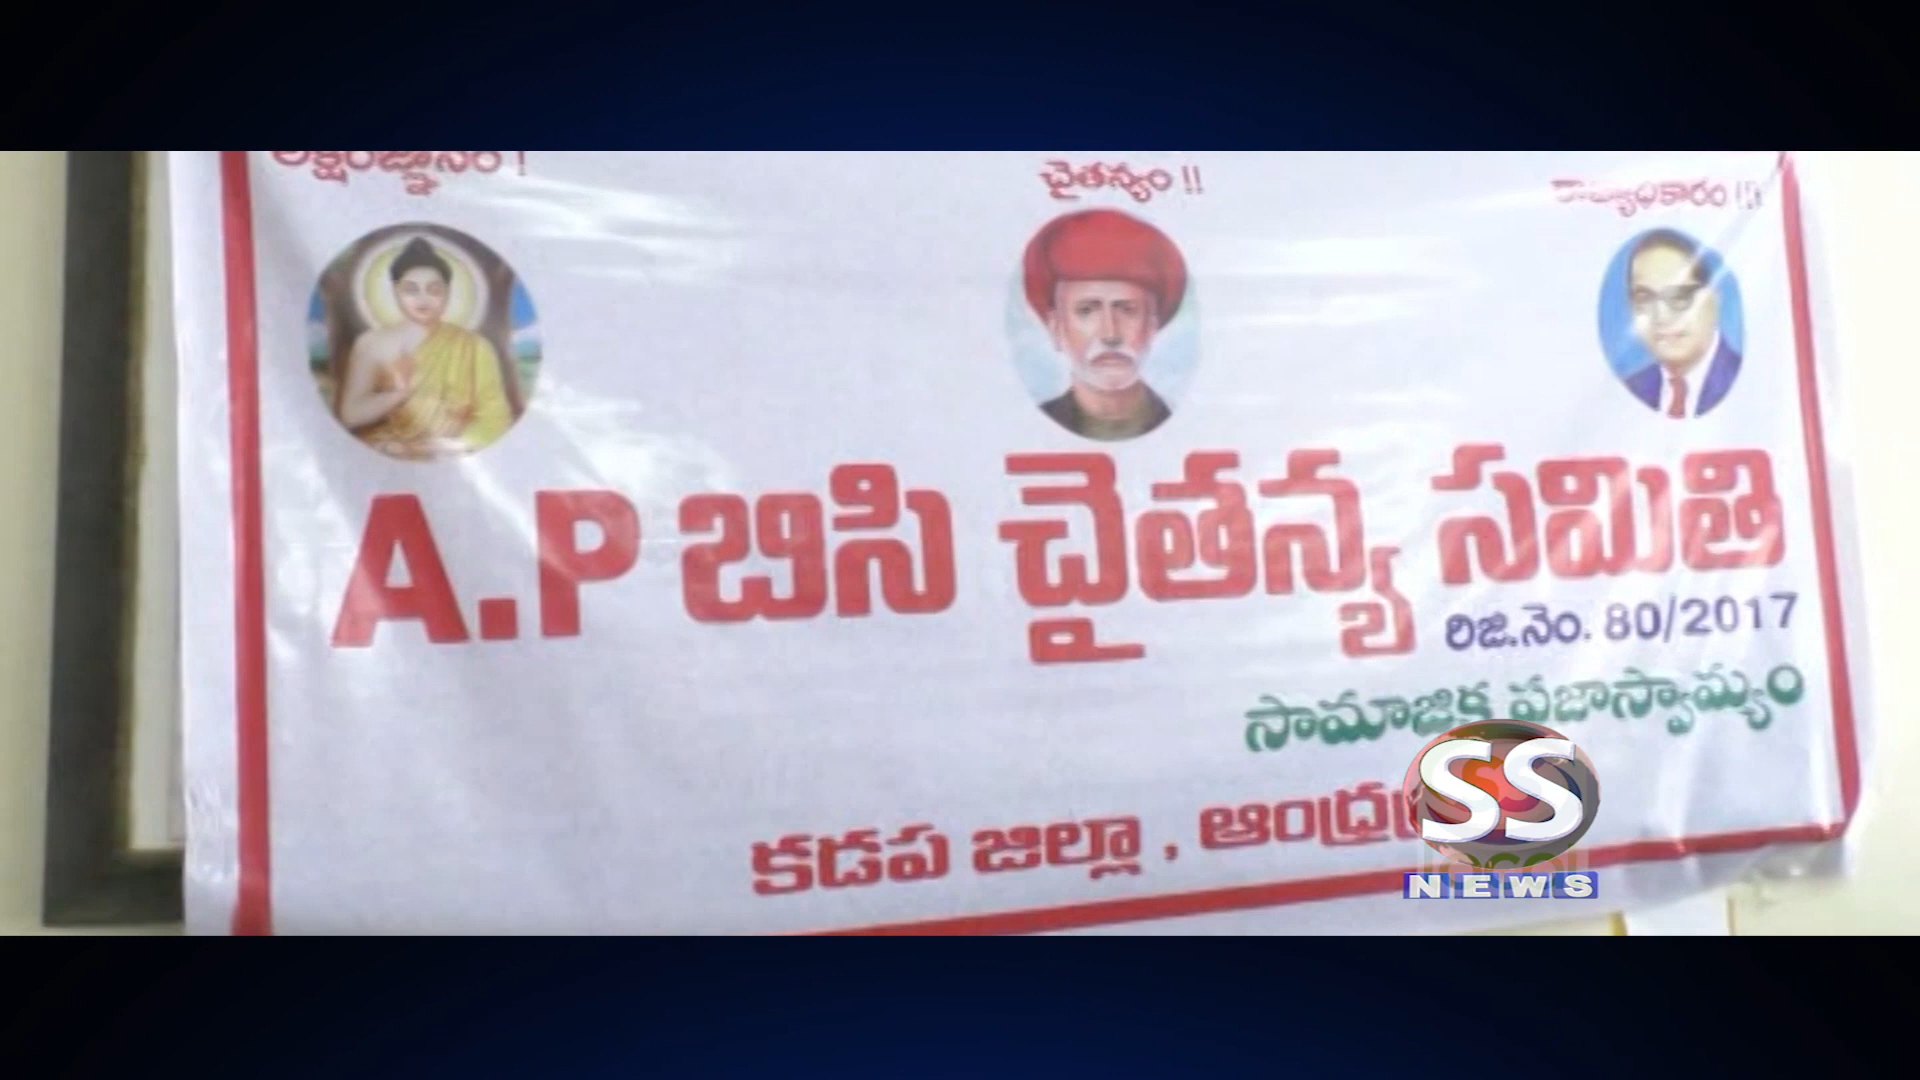 చైతన్యం !!
A.P బిసి చైతన్య సమితి
రిజి.నెం. 80/2017
సామాజిక ప్రజాస్వామ్యం
కడప జిల్లా ,
SS
NEWS